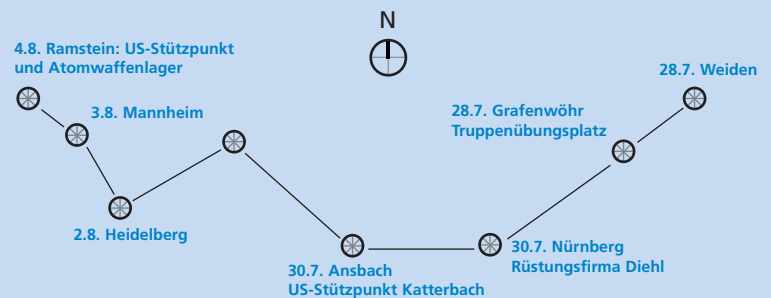 N
4.8. Ramstein: US-Stützpunkt
und Atomwaffenlager
3.8. Mannheim
2.8. Heidelberg
30.7. Ansbach
US-Stützpunkt Katterbach
30.7. Nürnberg
Rüstungsfirma Diehl
28.7. Grafenwöhr
Truppenübungsplatz
28.7. Weiden